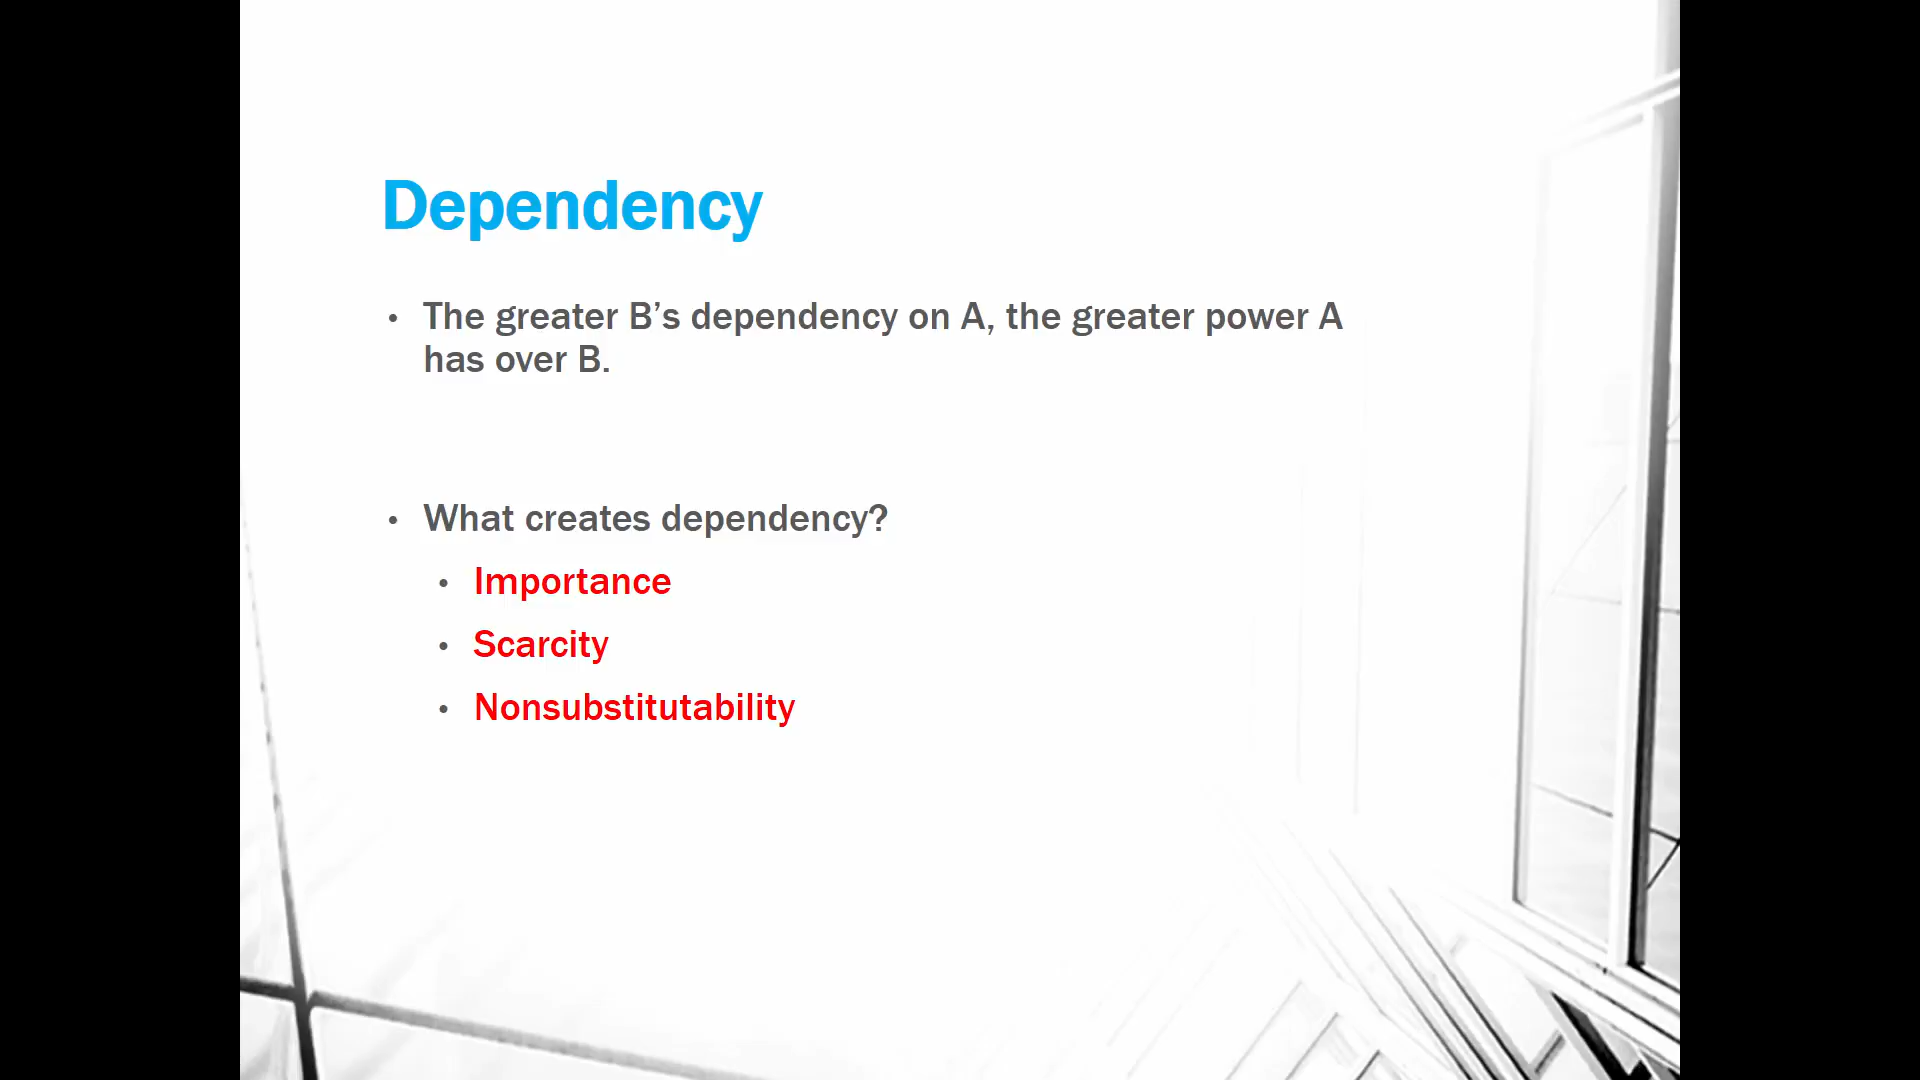 Dependency
• The greater B’s dependency on A, the greater power A
has over B.
• What creates dependency?
• Importance
• Scarcity
• Nonsubstitutability